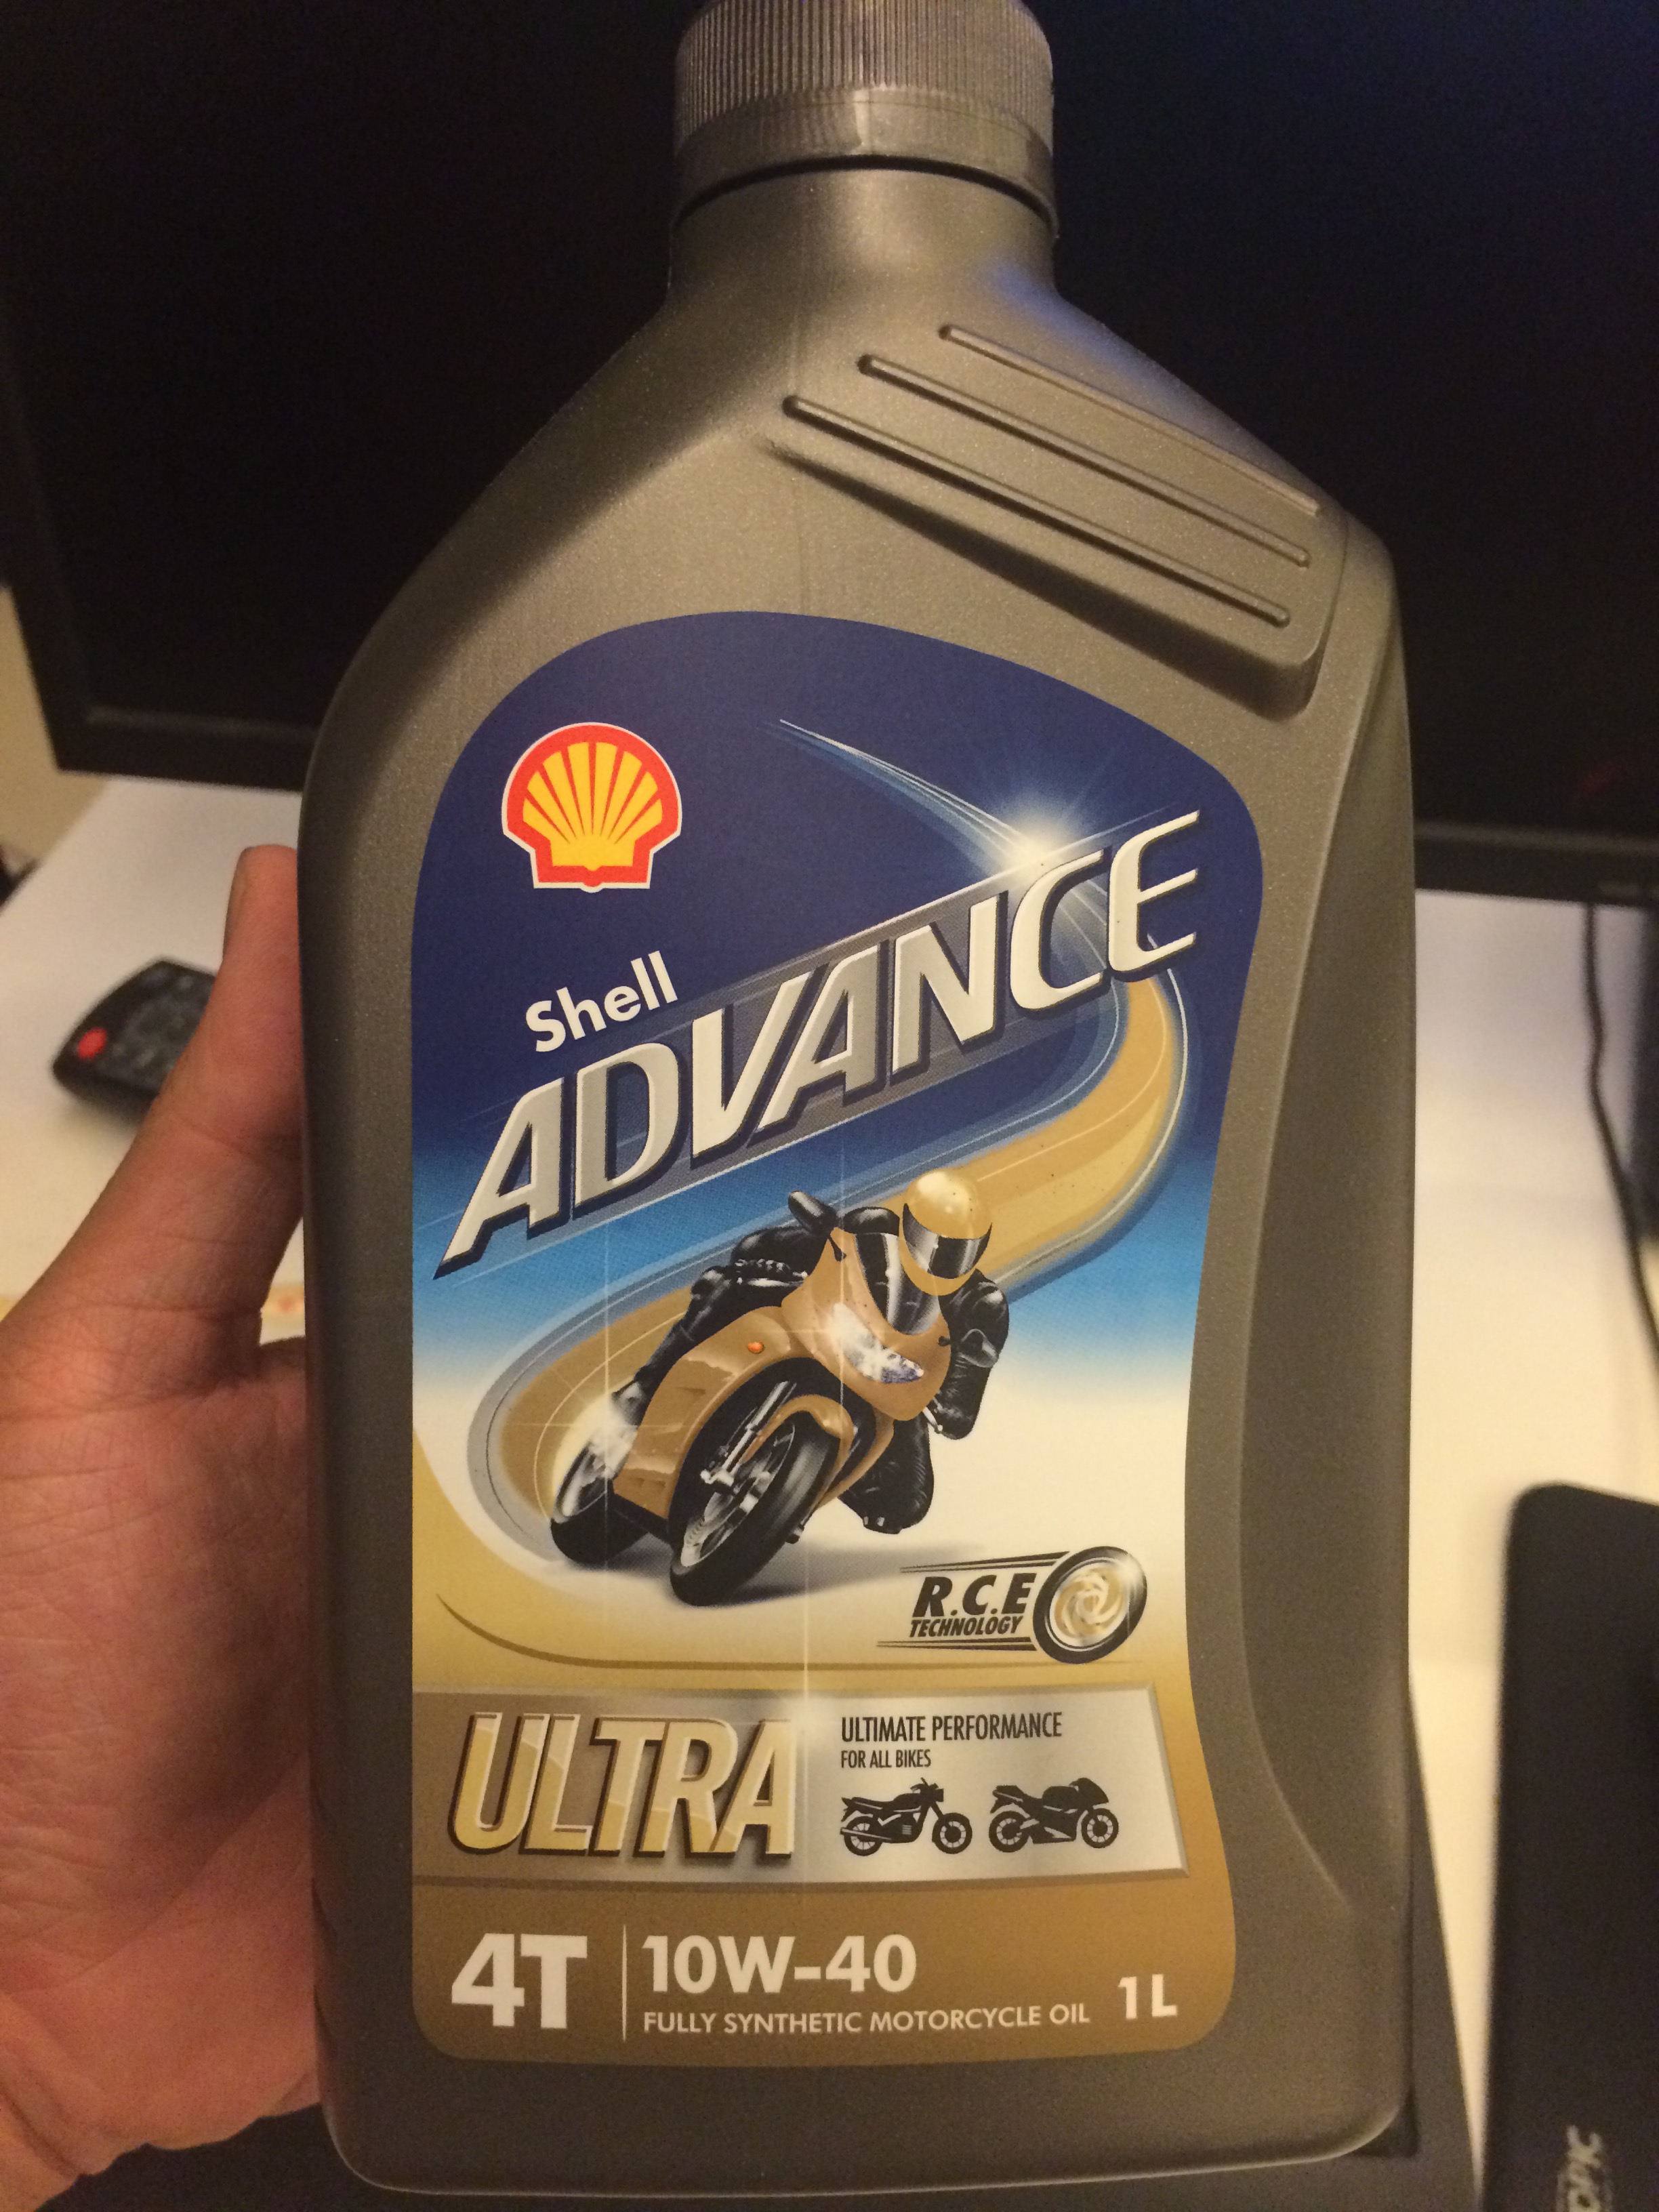 Shell
ADVANCE
R.C.E
TECHNOLOGY
ULTRA
ULTIMATE PERFORMANCE
FOR ALL BIKES
4T
10W-40
FULLY SYNTHETIC MOTORCYCLE OIL
1L